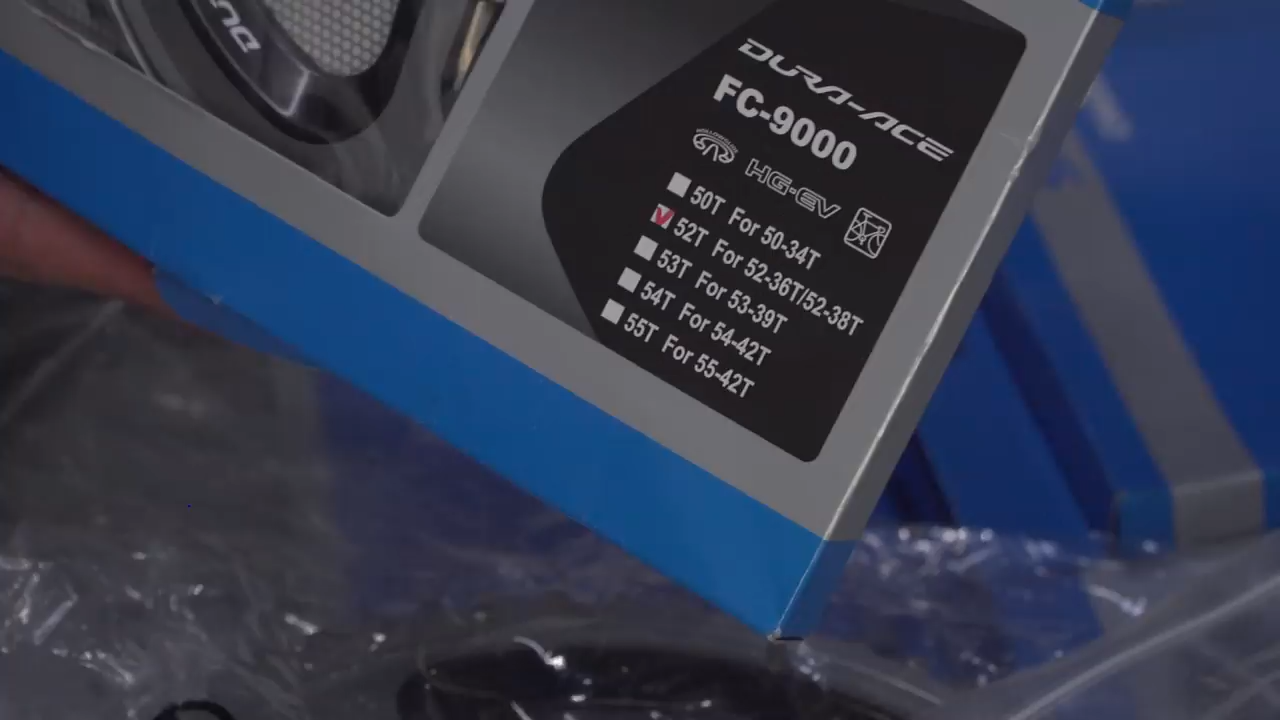 DU
DURA-ACE
FC-9000
HG-EV
50T For 50-34T
52T For 52-36T/52-38T
53T For 53-39T
54T For 54-42T
55T For 55-42T